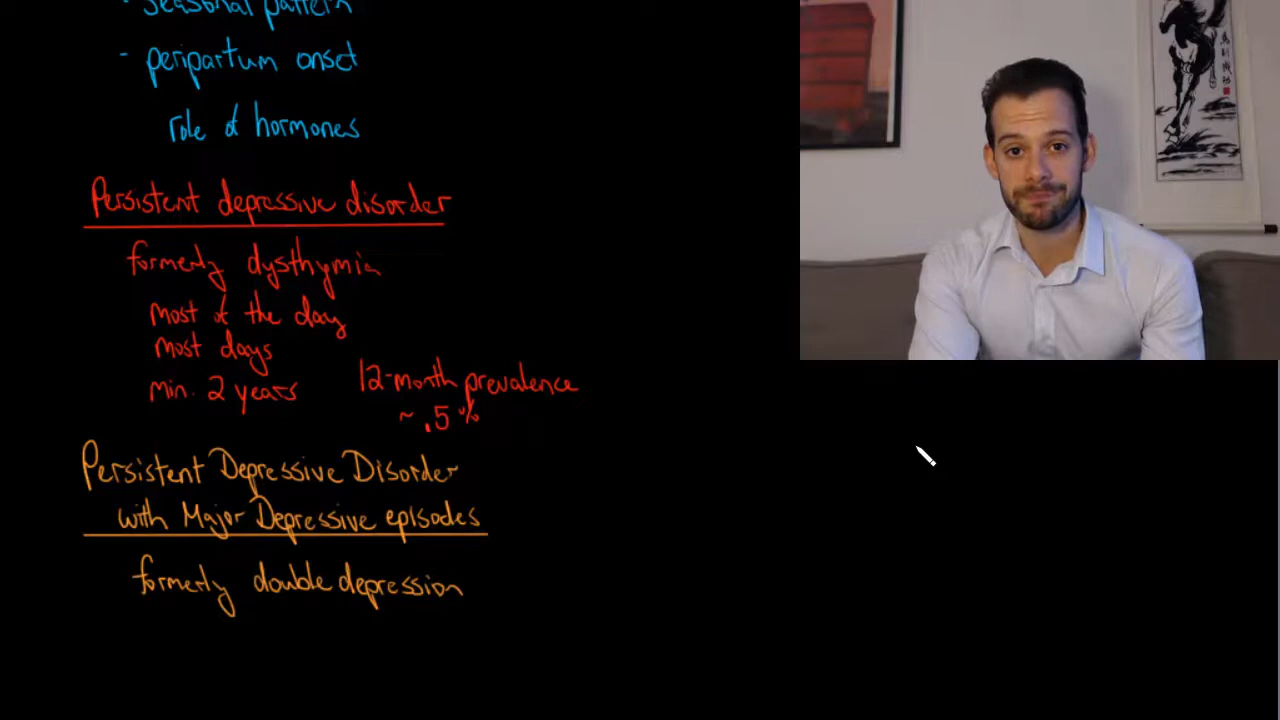 - seasonal pattern
- peripartum onset
role of hormones
Persistent depressive disorder
formerly dysthymia
most of the day
most days
min. 2 years
12-month prevalence
~ .5%
Persistent Depressive Disorder
with Major Depressive episodes
formerly double depression